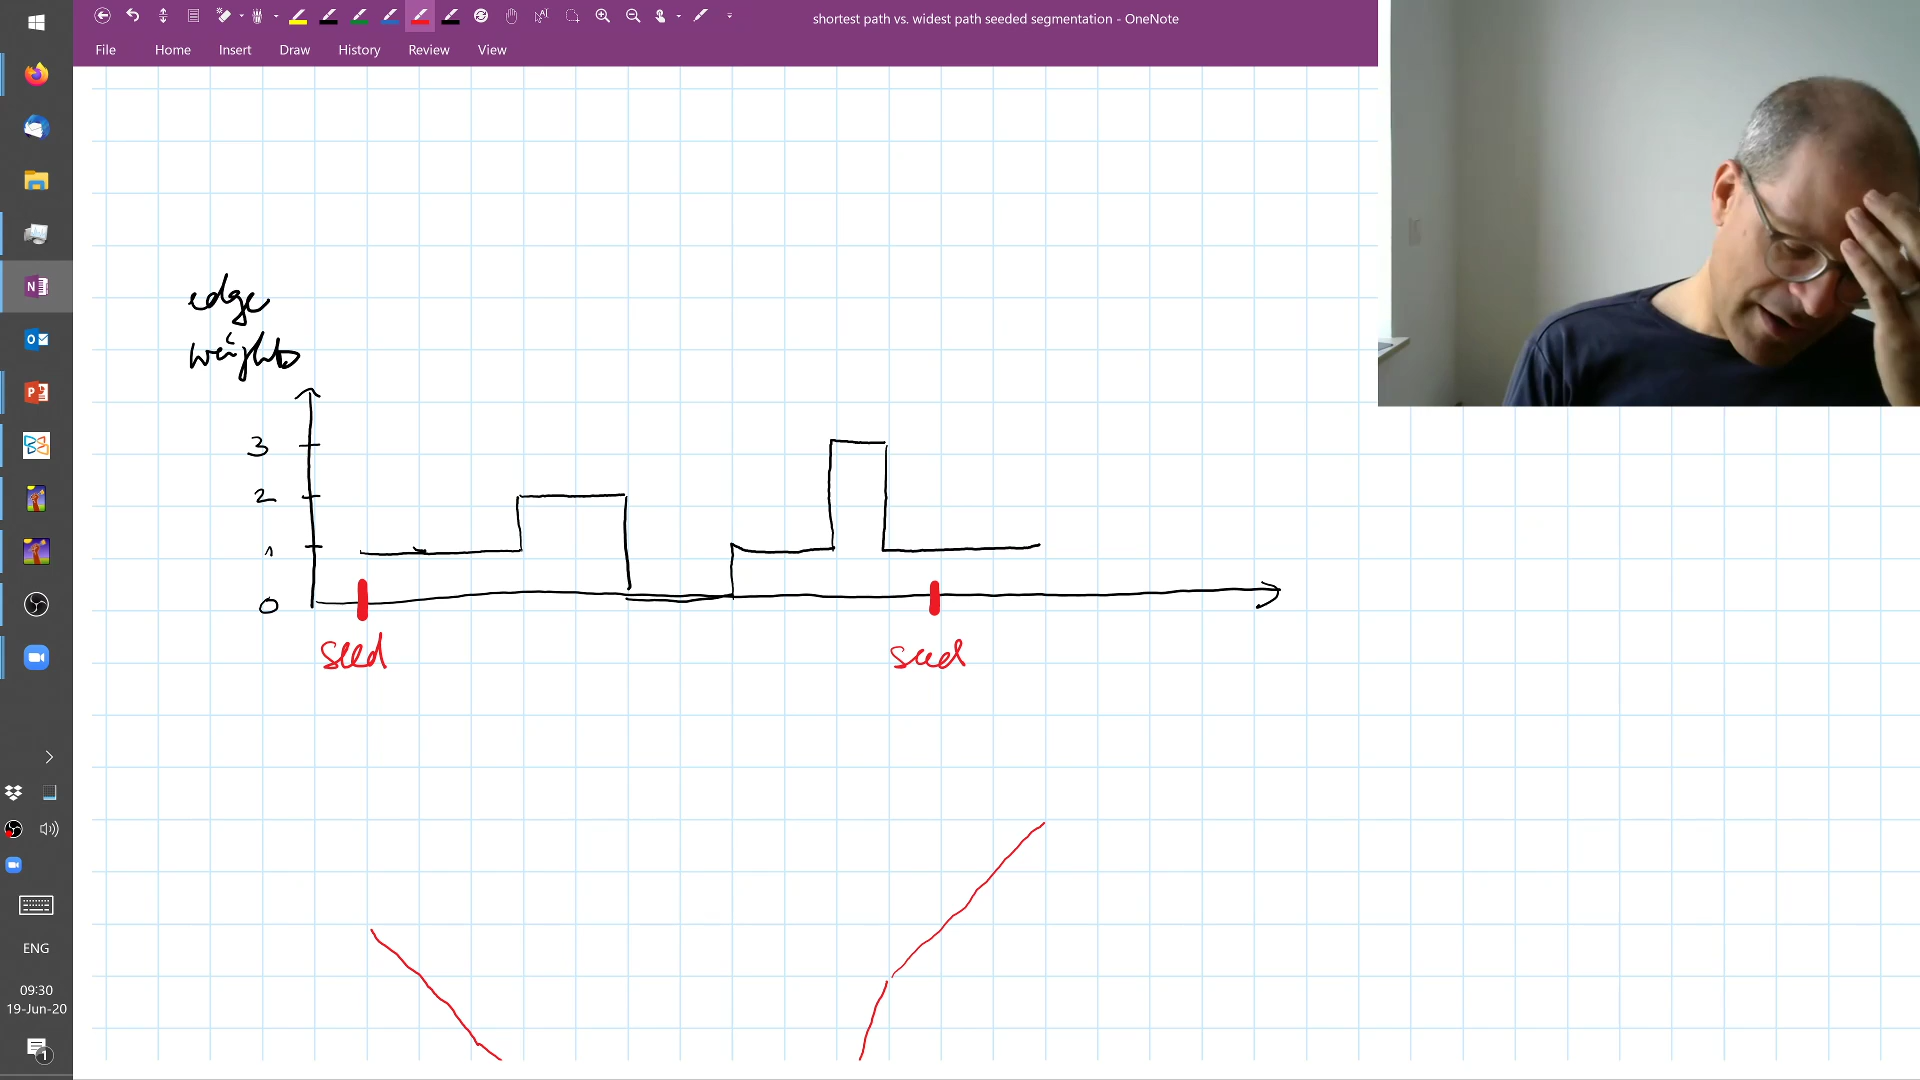 shortest path vs. widest path seeded segmentation - OneNote
File Home Insert Draw History Review View
edge
weights
3
2
1
0
seed seed
ENG
09:30
19-Jun-20
1